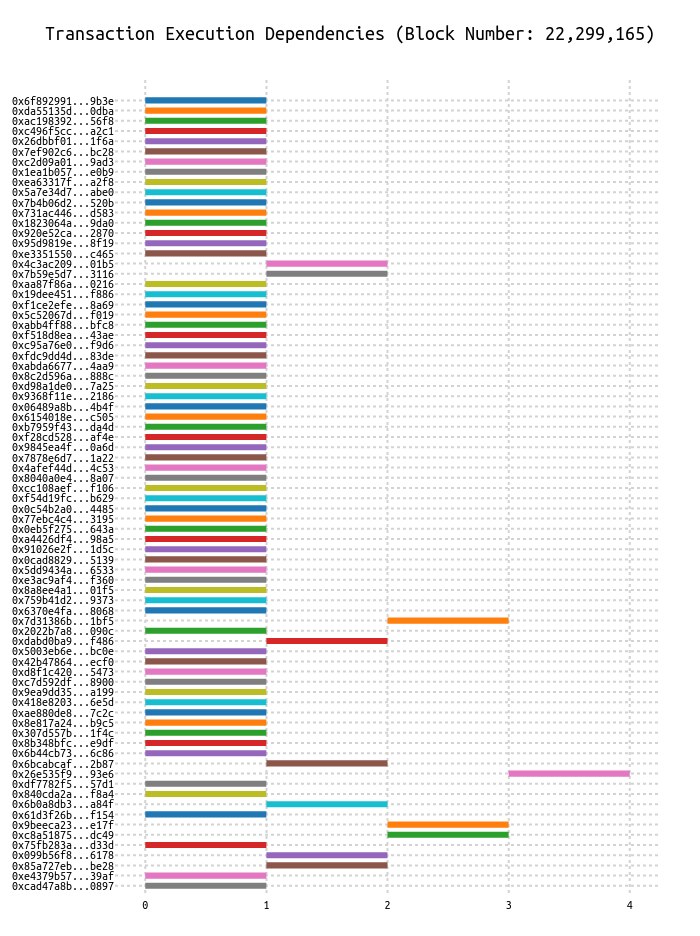 Transaction Execution Dependencies (Block Number: 22,299,165)
0x6f892991...9b3e
0xda55135d...0dba
0xac198392...56f8
0xc496f5cc...a2c1
0x26dbbf01...1f6a
0x7ef902c6...bc28
0xc2d09a01...9ad3
0x1ea1b057...e0b9
0xea63317f...a2f8
0x5a7e34d7...abe0
0x7b4b06d2...520b
0x731ac446...d583
0x1823064a...9da0
0x920e52ca...2870
0x95d9819e...8f19
0xe3351550...c465
0x4c3ac209...01b5
0x7b59e5d7...3116
0xaa87f86a...0216
0x19dee451...f886
0xf1ce2efe...8a69
0x5c52067d...f019
0xabb4ff88...bfc8
0xf518d8ea...43ae
0xc95a76e0...f9d6
0xfdc9dd4d...83de
0xabda6677...4aa9
0x8c2d596a...888c
0xd98a1de0...7a25
0x9368f11e...2186
0x06489a8b...4b4f
0x6154018e...c505
0xb7959f43...da4d
0xf28cd528...af4e
0x9845ea4f...0a6d
0x7878e6d7...1a22
0x4afef44d...4c53
0x8040a0e4...8a07
0xcc108aef...f106
0xf54d19fc...b629
0x0c54b2a0...4485
0x77ebc4c4...3195
0x0eb5f275...643a
0xa4426df4...98a5
0x91026e2f...1d5c
0x0cad8829...5139
0x5dd9434a...6533
0xe3ac9af4...f360
0x8a8ee4a1...01f5
0x759b41d2...9373
0x6370e4fa...8068
0x7d31386b...1bf5
0x2022b7a8...090c
0xdabd0ba9...f486
0x5003eb6e...bc0e
0x42b47864...ecf0
0xd8f1c420...5473
0xc7d592df...8900
0x9ea9dd35...a199
0x418e8203...6e5d
0xae880de8...7c2c
0x8e817a24...b9c5
0x307d557b...1f4c
0x8b348bfc...e9df
0x6b44cb73...6c86
0x6bcabcaf...2b87
0x26e535f9...93e6
0xdf7782f5...57d1
0x840cda2a...f8a4
0x6b0a8db3...a84f
0x61d3f26b...f154
0x9beeca23...e17f
0xc8a51875...dc49
0x75fb283a...d33d
0x099b56f8...6178
0x85a727eb...be28
0xe4379b57...39af
0xcad47a8b...0897
0 1 2 3 4